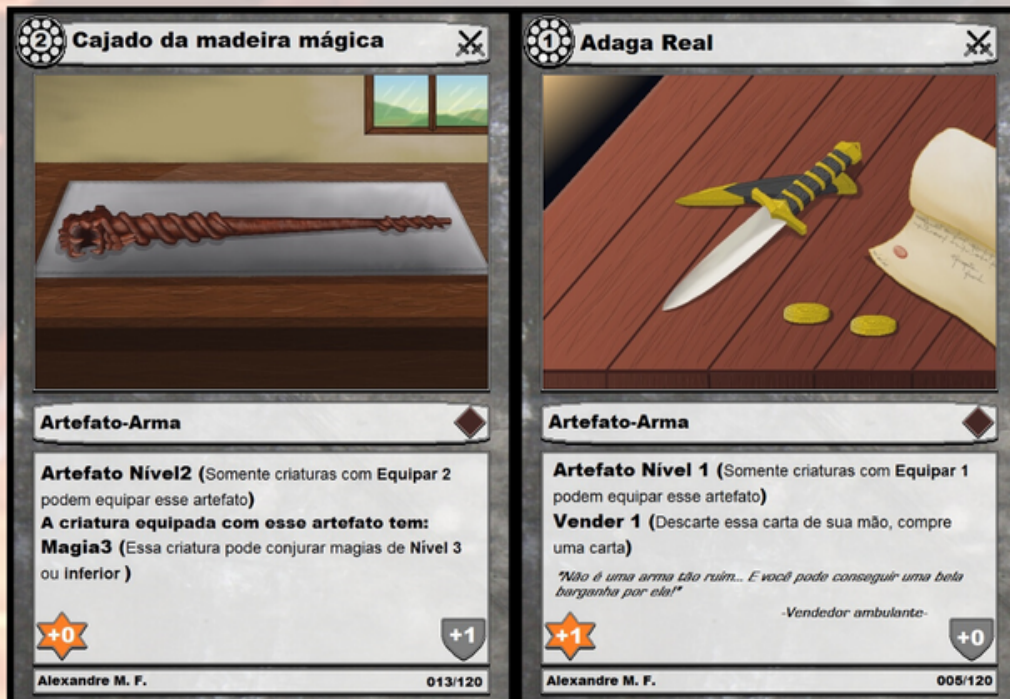 2 Cajado da madeira mágica
Artefato-Arma
Artefato Nível2 (Somente criaturas com Equipar 2
podem equipar esse artefato)
A criatura equipada com esse artefato tem:
Magia3 (Essa criatura pode conjurar magias de Nível 3
ou inferior )
+0
+1
Alexandre M. F. 013/120
1 Adaga Real
Artefato-Arma
Artefato Nível 1 (Somente criaturas com Equipar 1
podem equipar esse artefato)
Vender 1 (Descarte essa carta de sua mão, compre
uma carta)
"Não é uma arma tão ruim... E você pode conseguir uma bela
barganha por ela!"
-Vendedor ambulante-
+1
+0
Alexandre M. F. 005/120